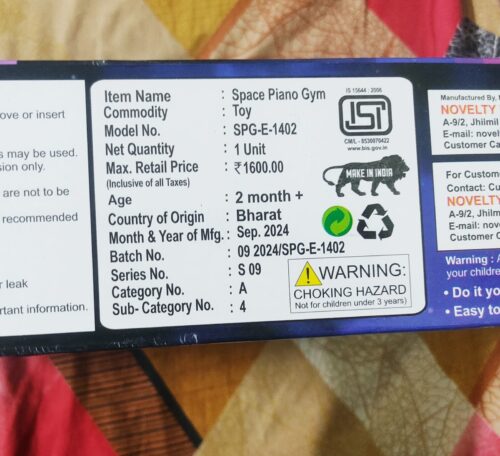 ove or insert
s may be used.
sion only.
are not to be
recommended
r leak
rtant information.
Item Name : Space Piano Gym
Commodity : Toy
Model No. : SPG-E-1402
Net Quantity : 1 Unit
Max. Retail Price : ₹1600.00
(Inclusive of all Taxes)
Age : 2 month +
Country of Origin : Bharat
Month & Year of Mfg. : Sep. 2024
Batch No. : 09 2024/SPG-E-1402
Series No. : S 09
Category No. : A
Sub- Category No. : 4
IS 15644 : 2006
ISI
CM/L - 8530070422
www.bis.gov.in
MAKE IN INDIA
WARNING:
CHOKING HAZARD
Not for children under 3 years)
Manufactured By,
NOVELTY
A-9/2, Jhilmil
E-mail: novel
Customer Ca
For Custome
Contact: Cu
NOVELTY
A-9/2, Jhilmi
E-mail: nove
Customer C
Warning : A
your children
• Do it yo
• Easy to